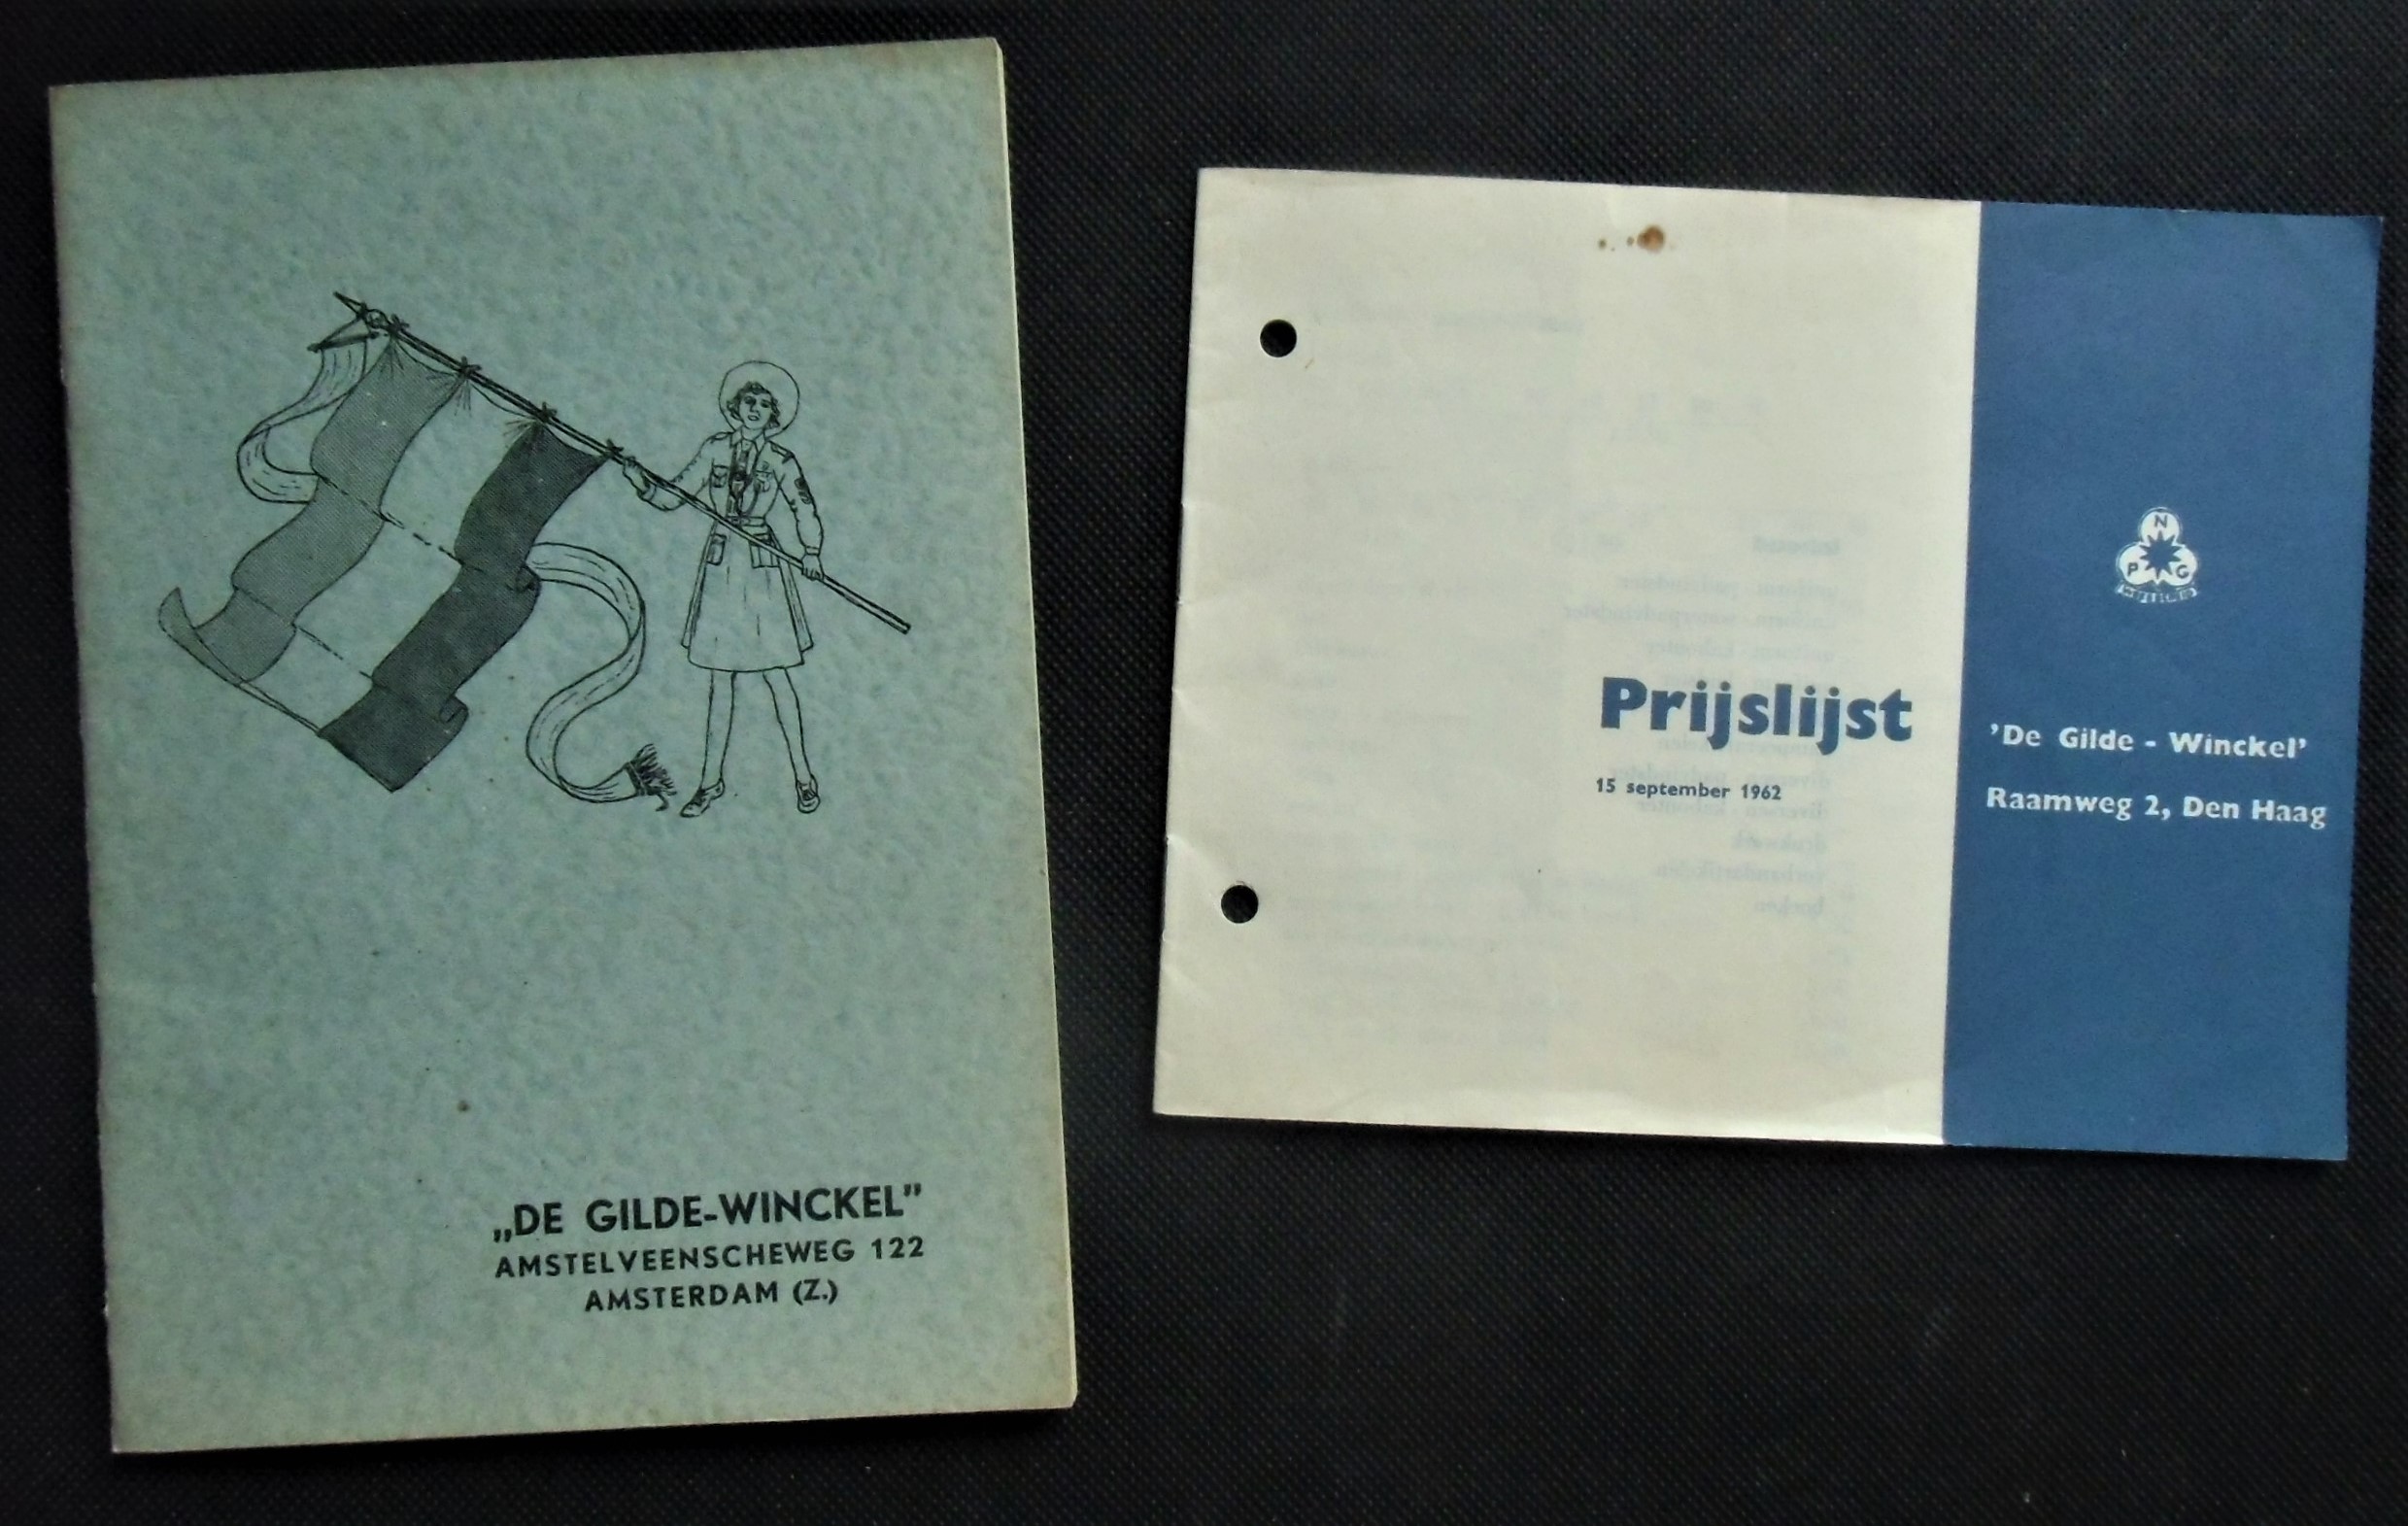 „DE GILDE-WINCKEL”
AMSTELVEENSCHEWEG 122
AMSTERDAM (Z.)
Prijslijst
15 september 1962
N
P G
’De Gilde - Winckel’
Raamweg 2, Den Haag